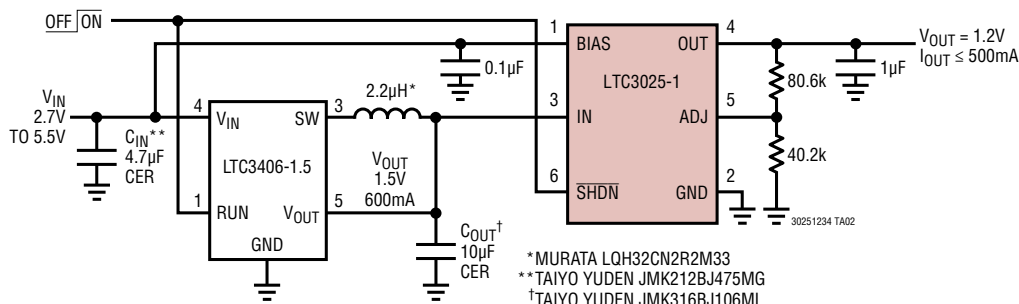 OFF ON
1
BIAS
OUT
4
VOUT = 1.2V
IOUT ≤ 500mA
0.1µF
LTC3025-1
80.6k
1µF
VIN
2.7V
TO 5.5V
CIN**
4.7µF
CER
4
VIN
SW
3
2.2µH*
3
IN
ADJ
5
LTC3406-1.5
VOUT
1.5V
600mA
40.2k
6
SHDN
GND
2
1
RUN
VOUT
5
30251234 TA02
GND
COUT†
10µF
CER
*MURATA LQH32CN2R2M33
**TAIYO YUDEN JMK212BJ475MG
†TAIYO YUDEN JMK316BJ106ML